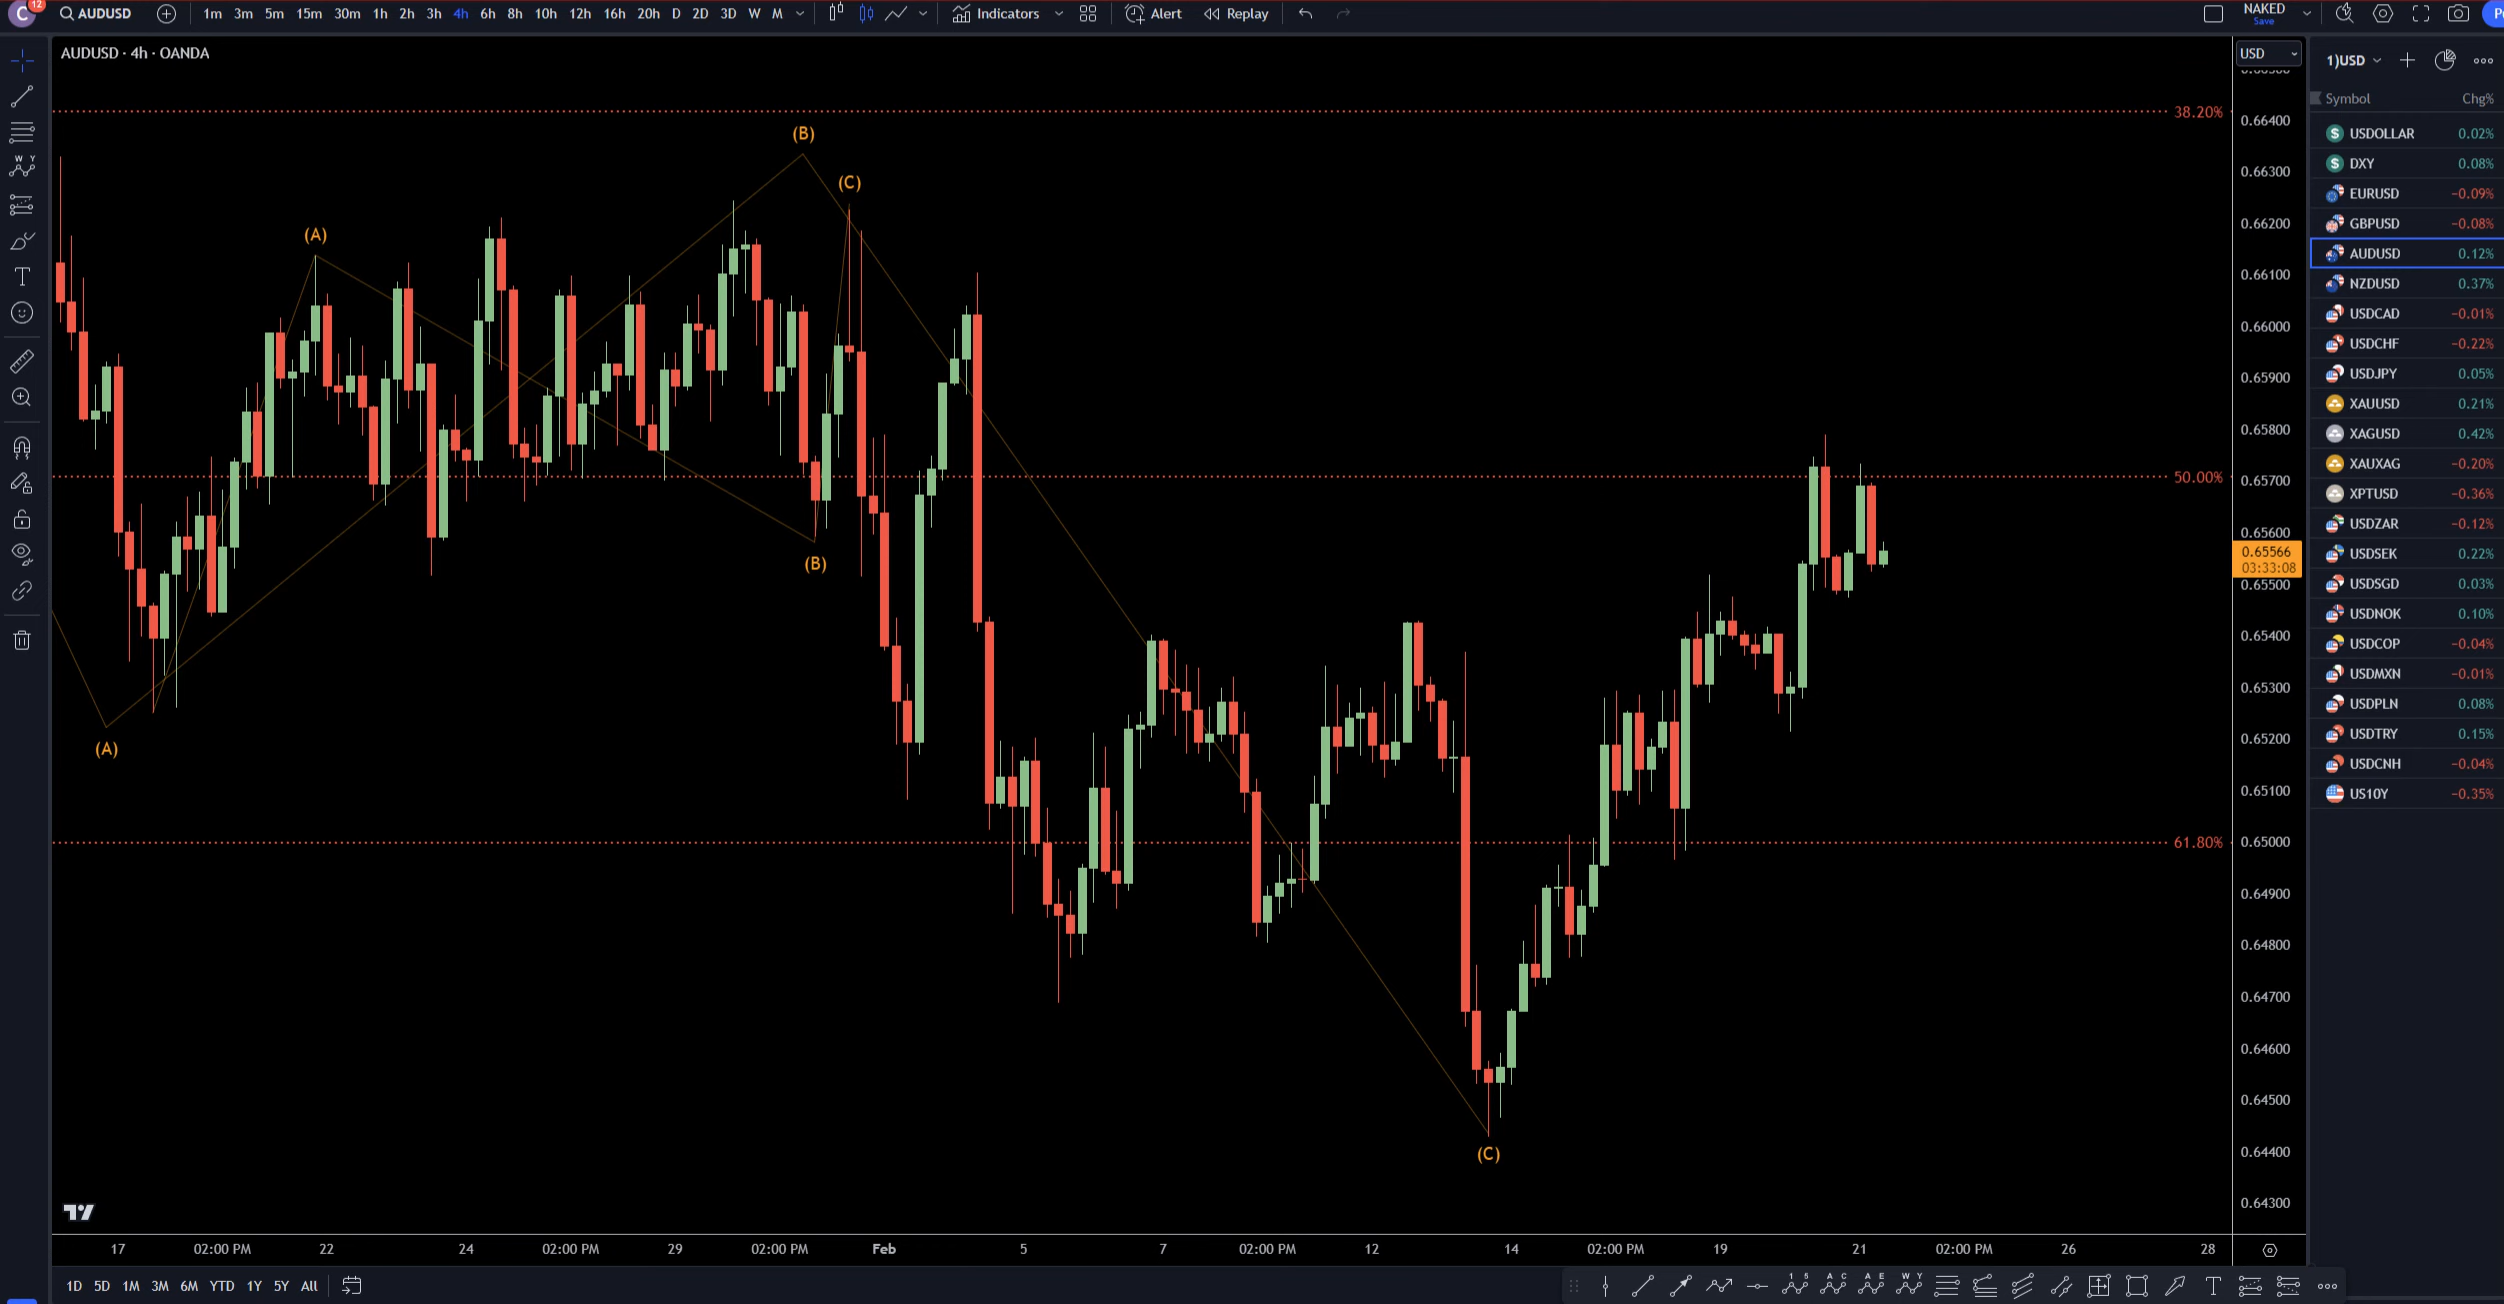 C 12 AUDUSD 1m 3m 5m 15m 30m 1h 2h 3h 4h 6h 8h 10h 12h 16h 20h D 2D 3D W M Indicators Alert Replay NAKED
Save
AUDUSD · 4h · OANDA
USD
1)USD
Symbol Chg%
38.20%
50.00%
61.80%
(A)
(A)
(B)
(B)
(C)
(C)
0.66400
0.66300
0.66200
0.66100
0.66000
0.65900
0.65800
0.65700
0.65600
0.65566
03:33:08
0.65500
0.65400
0.65300
0.65200
0.65100
0.65000
0.64900
0.64800
0.64700
0.64600
0.64500
0.64400
0.64300
USDOLLAR 0.02%
DXY 0.08%
EURUSD −0.09%
GBPUSD −0.08%
AUDUSD 0.12%
NZDUSD 0.37%
USDCAD −0.01%
USDCHF −0.22%
USDJPY 0.05%
XAUUSD 0.21%
XAGUSD 0.42%
XAUXAG −0.20%
XPTUSD −0.36%
USDZAR −0.12%
USDSEK 0.22%
USDSGD 0.03%
USDNOK 0.10%
USDCOP −0.04%
USDMXN −0.01%
USDPLN 0.08%
USDTRY 0.15%
USDCNH −0.04%
US10Y −0.35%
17 02:00 PM 22 24 02:00 PM 29 02:00 PM Feb 5 7 02:00 PM 12 14 02:00 PM 19 21 02:00 PM 26 28
1D 5D 1M 3M 6M YTD 1Y 5Y All